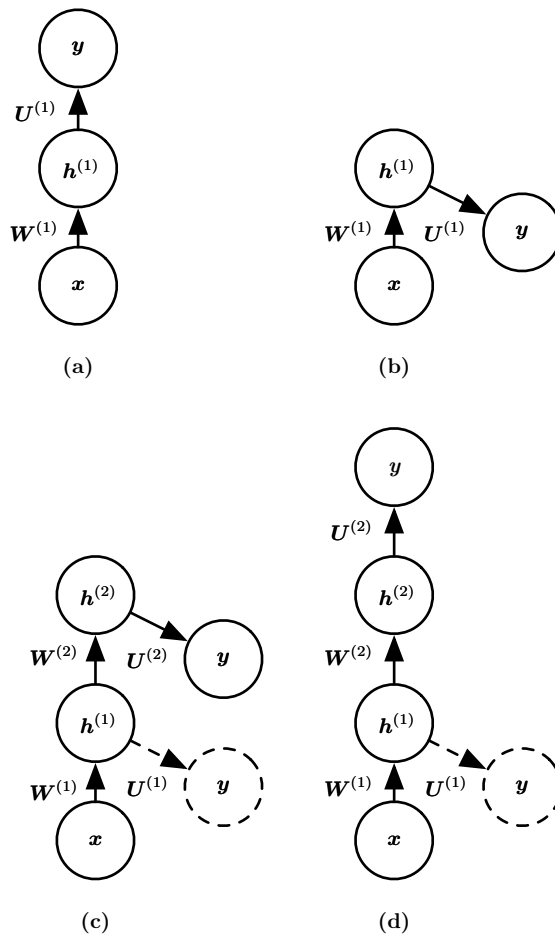 y
U^{(1)}
h^{(1)}
W^{(1)}
x
(a)
h^{(1)}
W^{(1)}
U^{(1)}
y
x
(b)
h^{(2)}
W^{(2)}
U^{(2)}
y
h^{(1)}
W^{(1)}
U^{(1)}
y
x
(c)
y
U^{(2)}
h^{(2)}
W^{(2)}
h^{(1)}
W^{(1)}
U^{(1)}
y
x
(d)